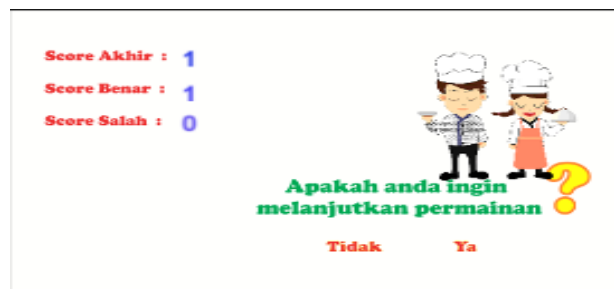 Score Akhir : 1
Score Benar : 1
Score Salah : 0
Apakah anda ingin
melanjutkan permainan ?
Tidak Ya